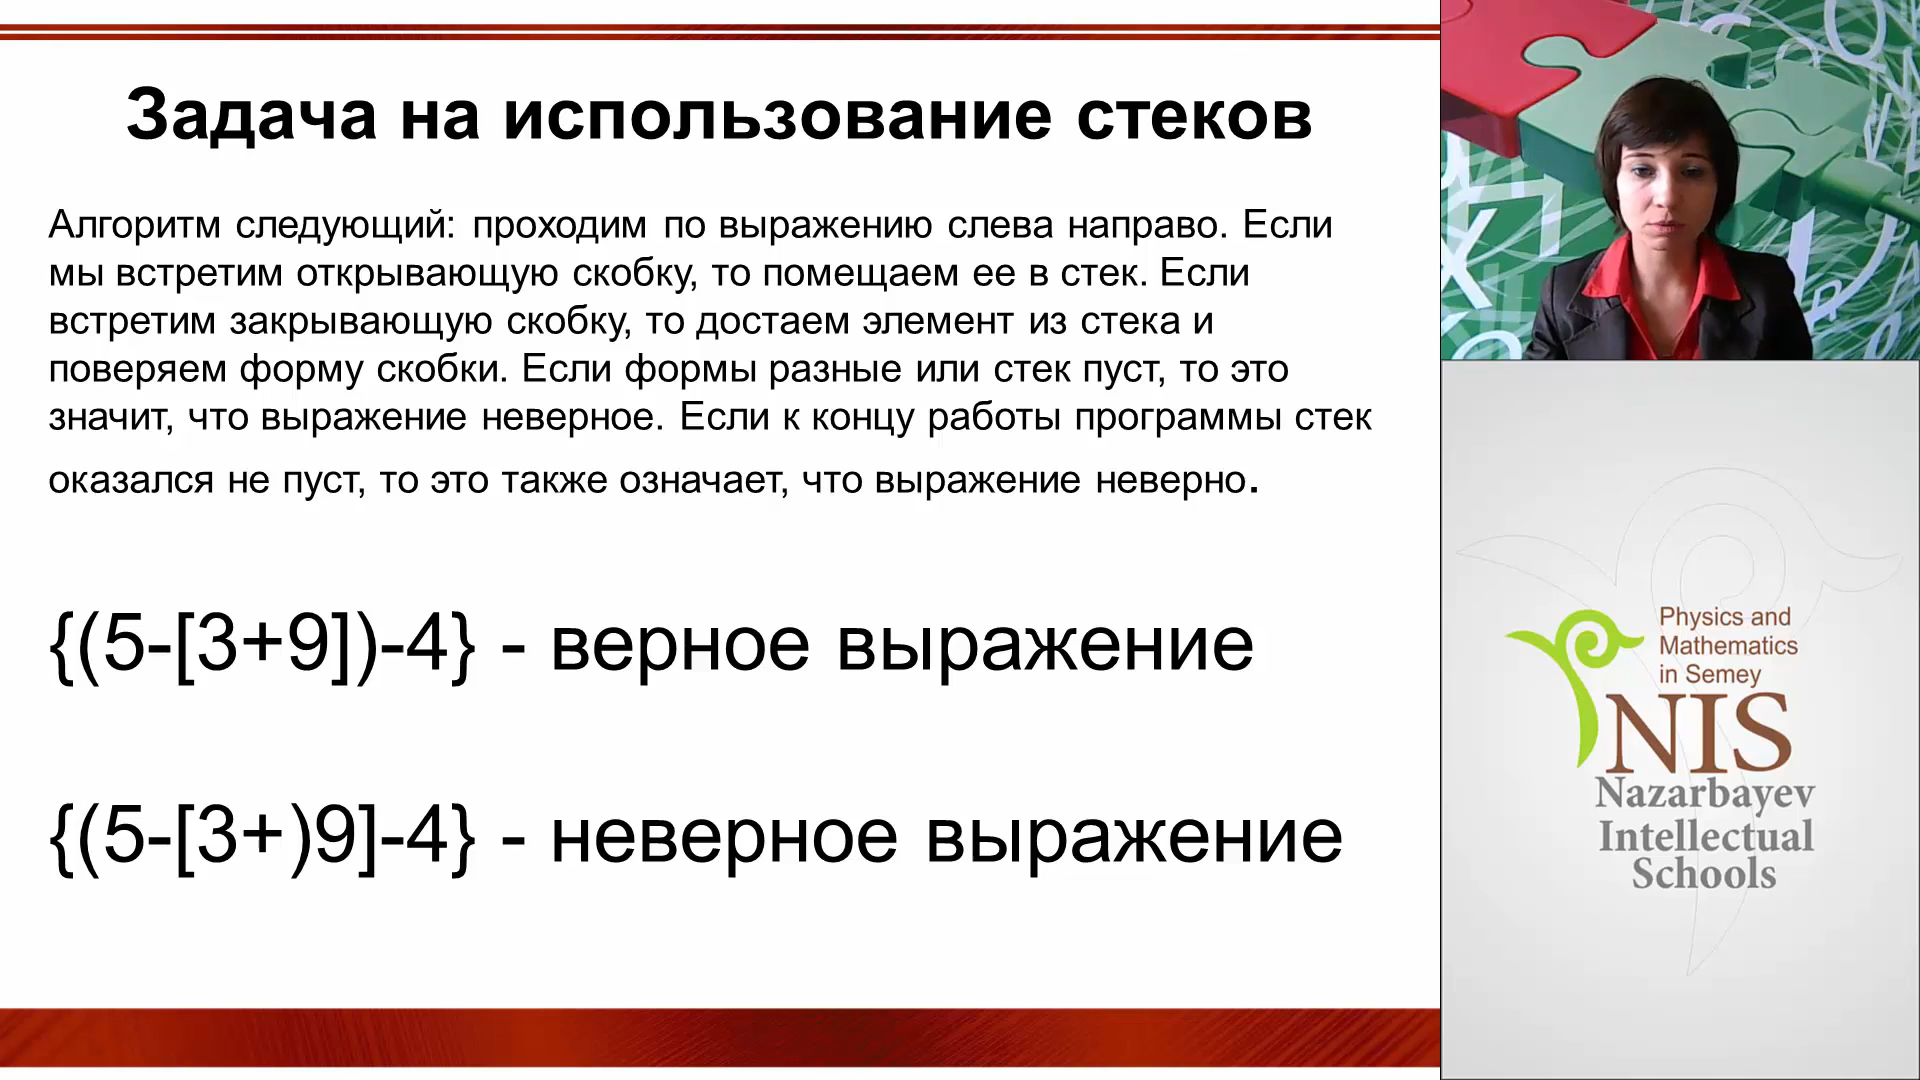 Задача на использование стеков
Алгоритм следующий: проходим по выражению слева направо. Если
мы встретим открывающую скобку, то помещаем ее в стек. Если
встретим закрывающую скобку, то достаем элемент из стека и
поверяем форму скобки. Если формы разные или стек пуст, то это
значит, что выражение неверное. Если к концу работы программы стек
оказался не пуст, то это также означает, что выражение неверно.
{(5-[3+9])-4} - верное выражение
{(5-[3+)9]-4} - неверное выражение
Physics and
Mathematics
in Semey
NIS
Nazarbayev
Intellectual
Schools